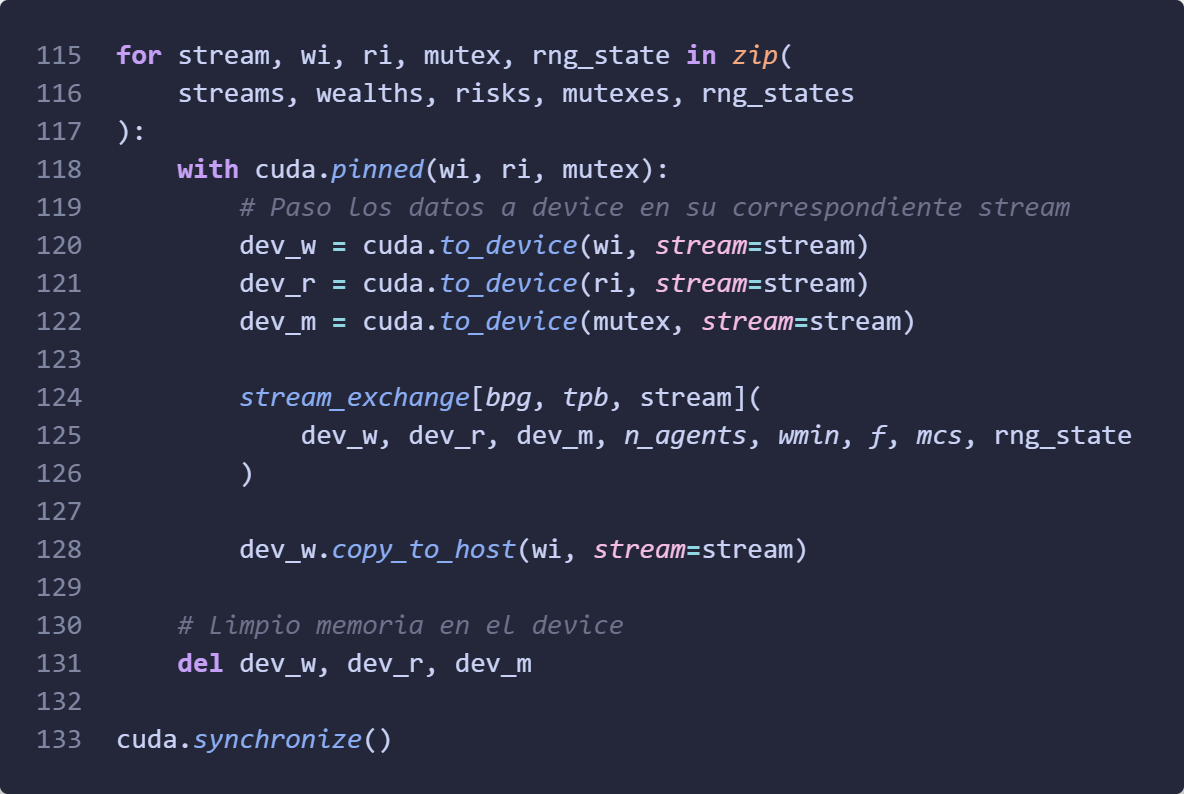 115 for stream, wi, ri, mutex, rng_state in zip(
116     streams, wealths, risks, mutexes, rng_states
117 ):
118     with cuda.pinned(wi, ri, mutex):
119         # Paso los datos a device en su correspondiente stream
120         dev_w = cuda.to_device(wi, stream=stream)
121         dev_r = cuda.to_device(ri, stream=stream)
122         dev_m = cuda.to_device(mutex, stream=stream)
123
124         stream_exchange[bpg, tpb, stream](
125             dev_w, dev_r, dev_m, n_agents, wmin, f, mcs, rng_state
126         )
127
128         dev_w.copy_to_host(wi, stream=stream)
129
130     # Limpio memoria en el device
131     del dev_w, dev_r, dev_m
132
133 cuda.synchronize()